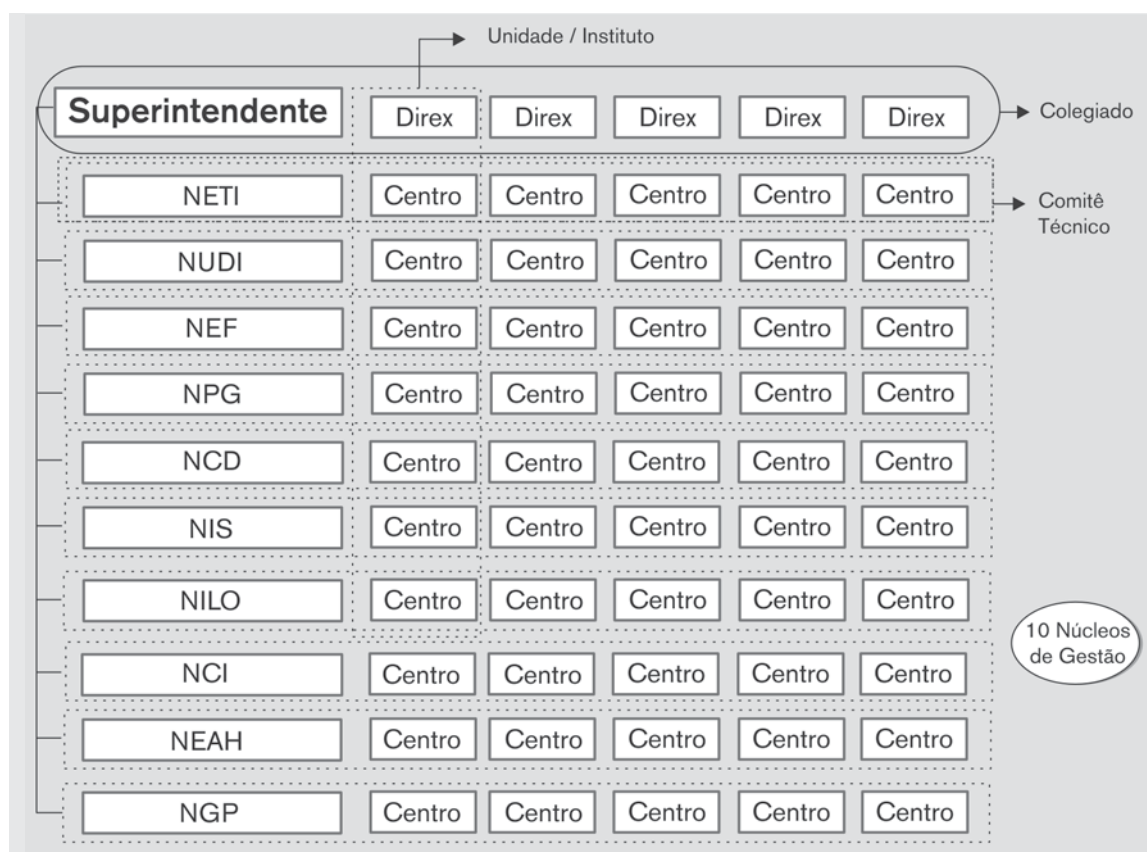 Unidade / Instituto
Superintendente Direx Direx Direx Direx Direx
Colegiado
NETI Centro Centro Centro Centro Centro
Comitê
Técnico
NUDI Centro Centro Centro Centro Centro
NEF Centro Centro Centro Centro Centro
NPG Centro Centro Centro Centro Centro
NCD Centro Centro Centro Centro Centro
NIS Centro Centro Centro Centro Centro
NILO Centro Centro Centro Centro Centro
10 Núcleos
de Gestão
NCI Centro Centro Centro Centro Centro
NEAH Centro Centro Centro Centro Centro
NGP Centro Centro Centro Centro Centro